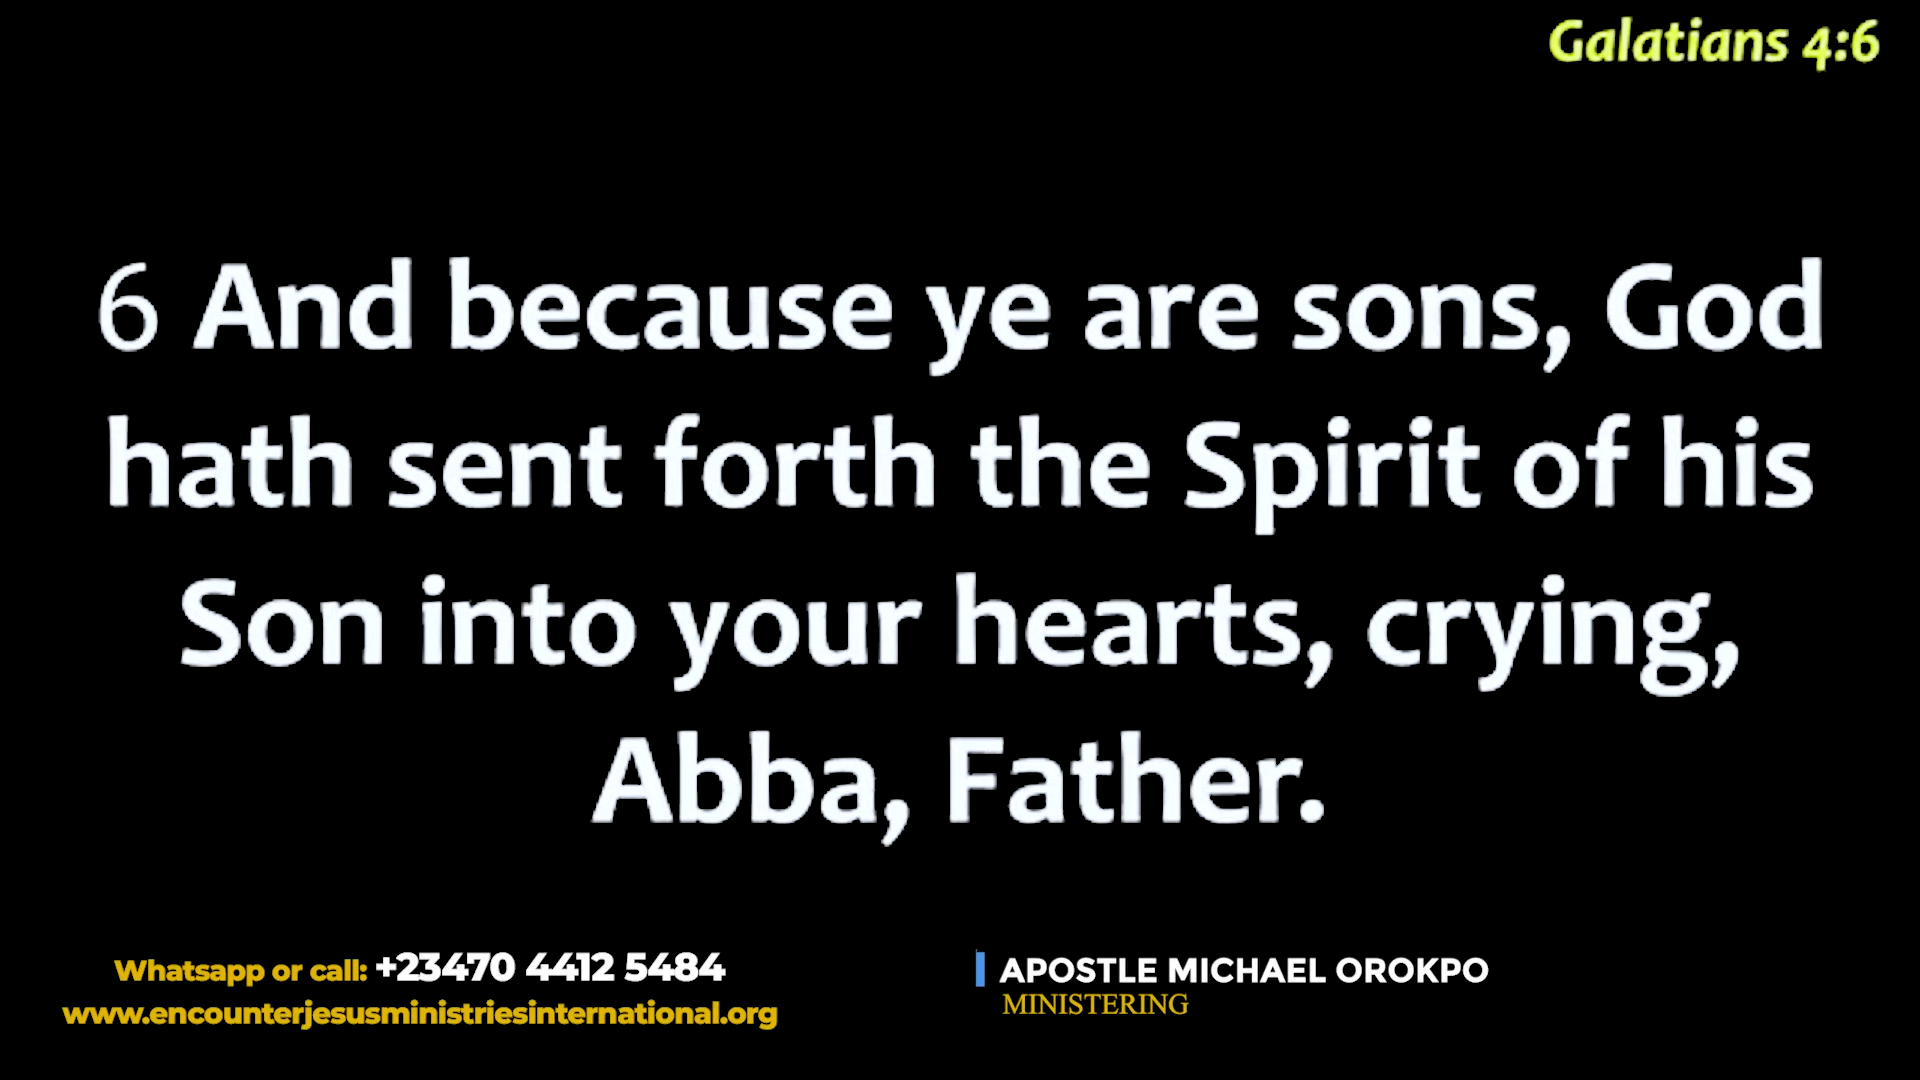 Galatians 4:6
6 And because ye are sons, God
hath sent forth the Spirit of his
Son into your hearts, crying,
Abba, Father.
Whatsapp or call: +23470 4412 5484
www.encounterjesusministriesinternational.org
APOSTLE MICHAEL OROKPO
MINISTERING